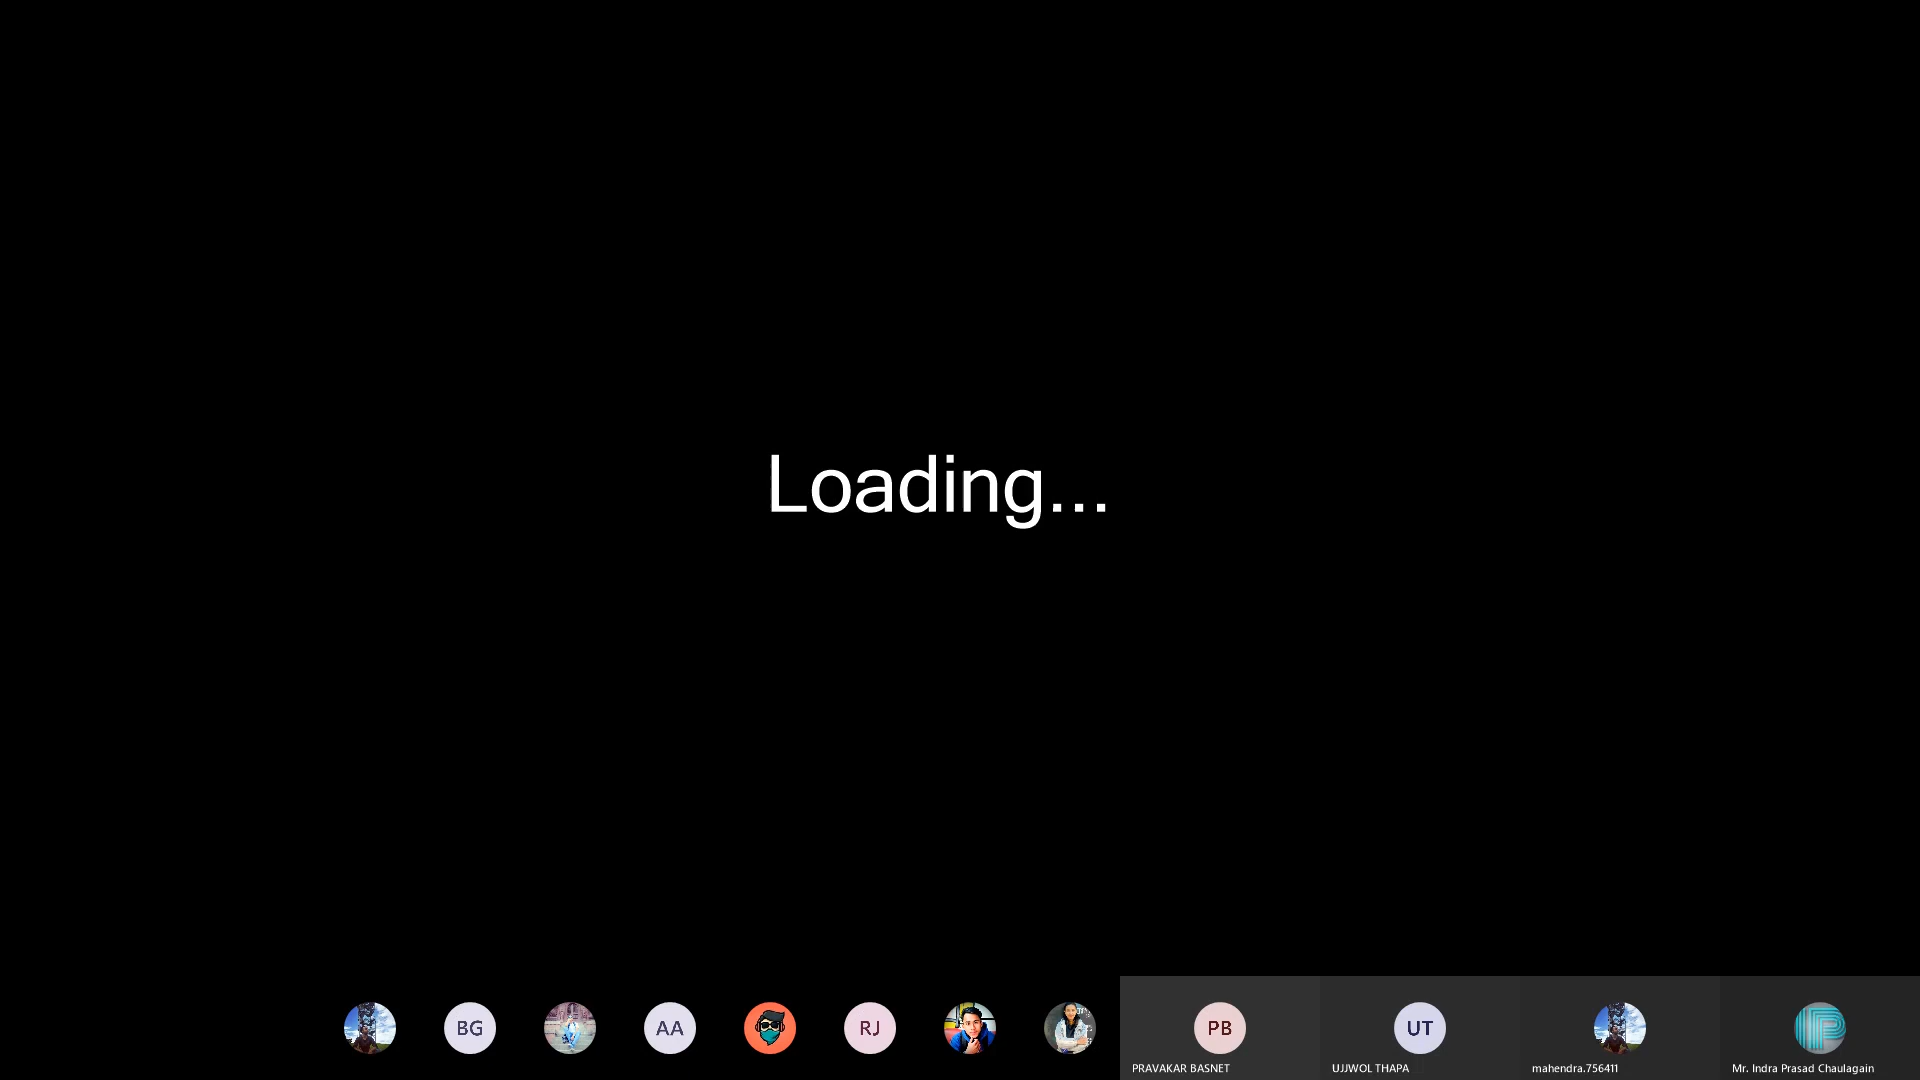 Loading...
BG
AA
RJ
PB
UT
PRAVAKAR BASNET
UJJWOL THAPA
mahendra.756411
Mr. Indra Prasad Chaulagain